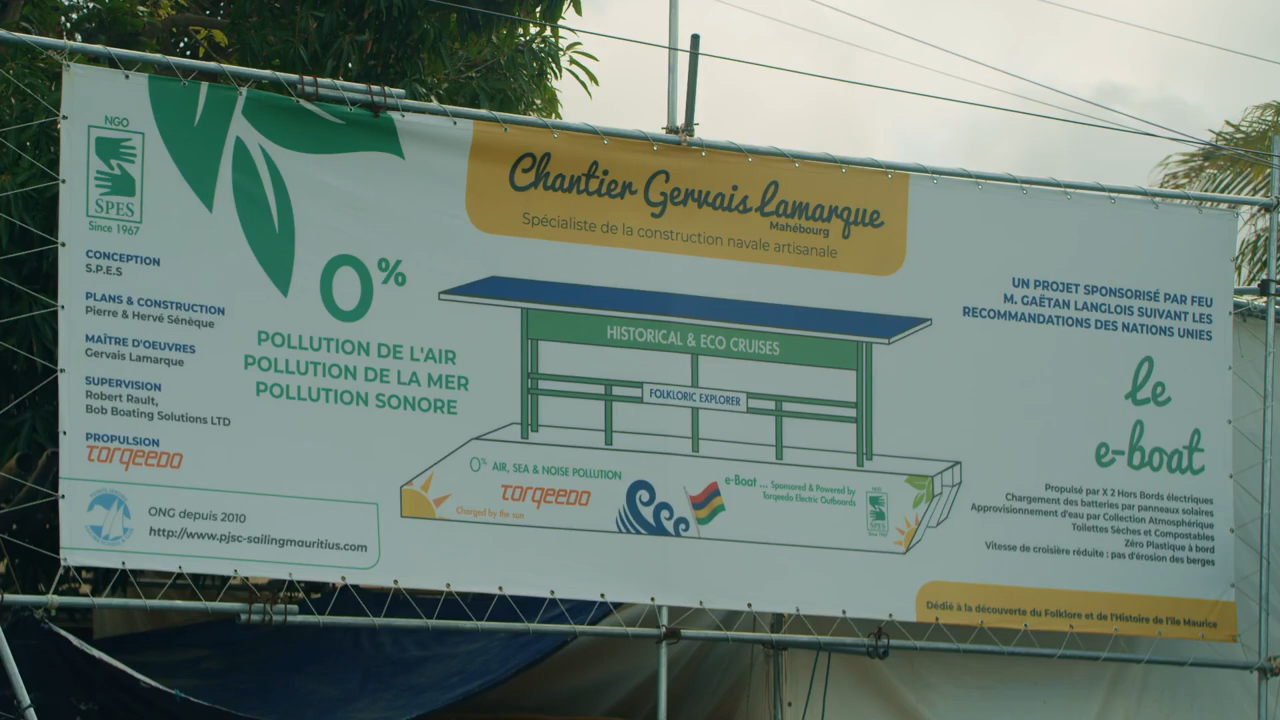 NGO
SPES
Since 1967
CONCEPTION
S.P.E.S
PLANS & CONSTRUCTION
Pierre & Hervé Sénèque
MAÎTRE D'OEUVRES
Gervais Lamarque
SUPERVISION
Robert Rault,
Bob Boating Solutions LTD
PROPULSION
TORQEEDO
ONG depuis 2010
http://www.pjsc-sailingmauritius.com
0%
POLLUTION DE L'AIR
POLLUTION DE LA MER
POLLUTION SONORE
Chantier Gervais Lamarque
Mahébourg
Spécialiste de la construction navale artisanale
HISTORICAL & ECO CRUISES
FOLKLORIC EXPLORER
0% AIR, SEA & NOISE POLLUTION
TORQEEDO
Charged by the sun
e-Boat ... Sponsored & Powered by
Torqeedo Electric Outboards
NGO
SPES
Since 1967
UN PROJET SPONSORISÉ PAR FEU
M. GAËTAN LANGLOIS SUIVANT LES
RECOMMANDATIONS DES NATIONS UNIES
le
e-boat
Propulsé par X 2 Hors Bords électriques
Chargement des batteries par panneaux solaires
Approvisionnement d'eau par Collection Atmosphérique
Toilettes Sèches et Compostables
Zéro Plastique à bord
Vitesse de croisière réduite : pas d'érosion des berges
Dédié à la découverte du Folklore et de l'Histoire de l'île Maurice